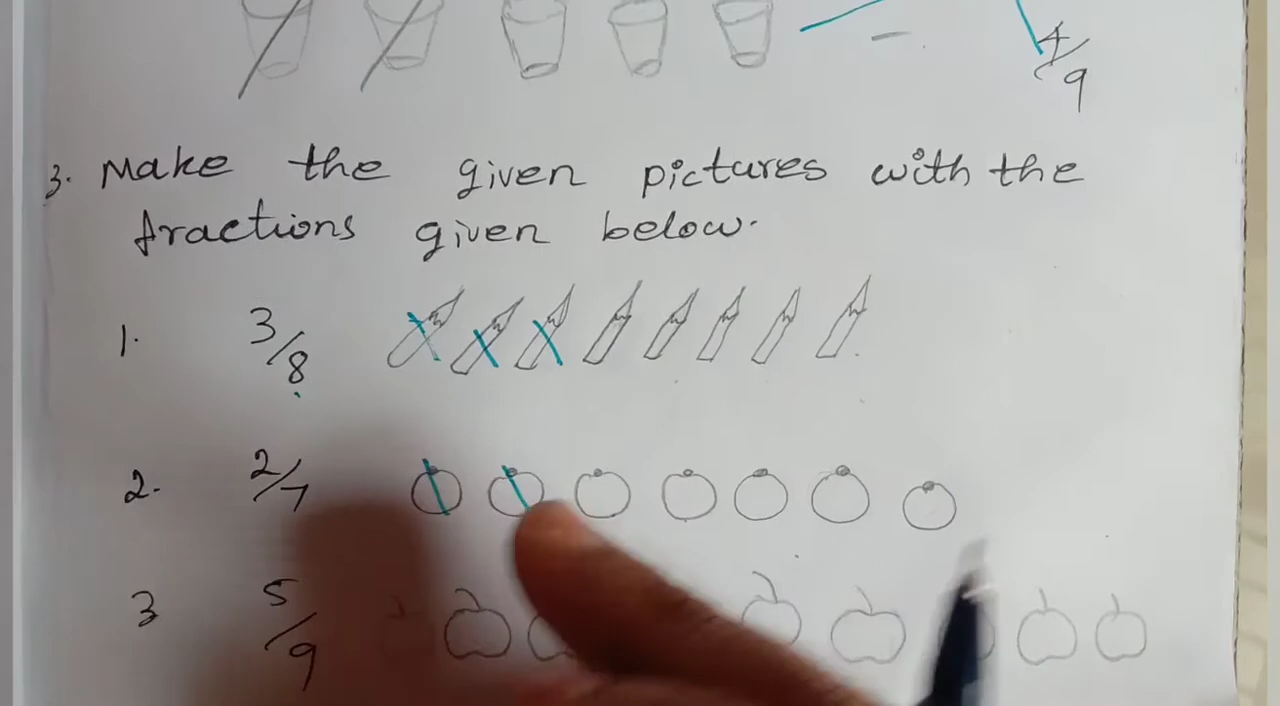 4/9
3. Make the given pictures with the
fractions given below.
1. 3/8
2. 2/7
3 5/9